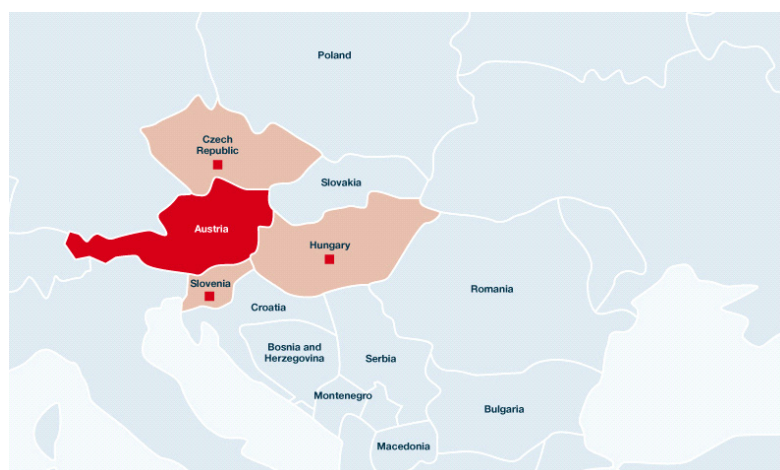 Poland
Czech
Republic
Slovakia
Austria
Hungary
Slovenia
Romania
Croatia
Bosnia and
Herzegovina
Serbia
Montenegro
Bulgaria
Macedonia